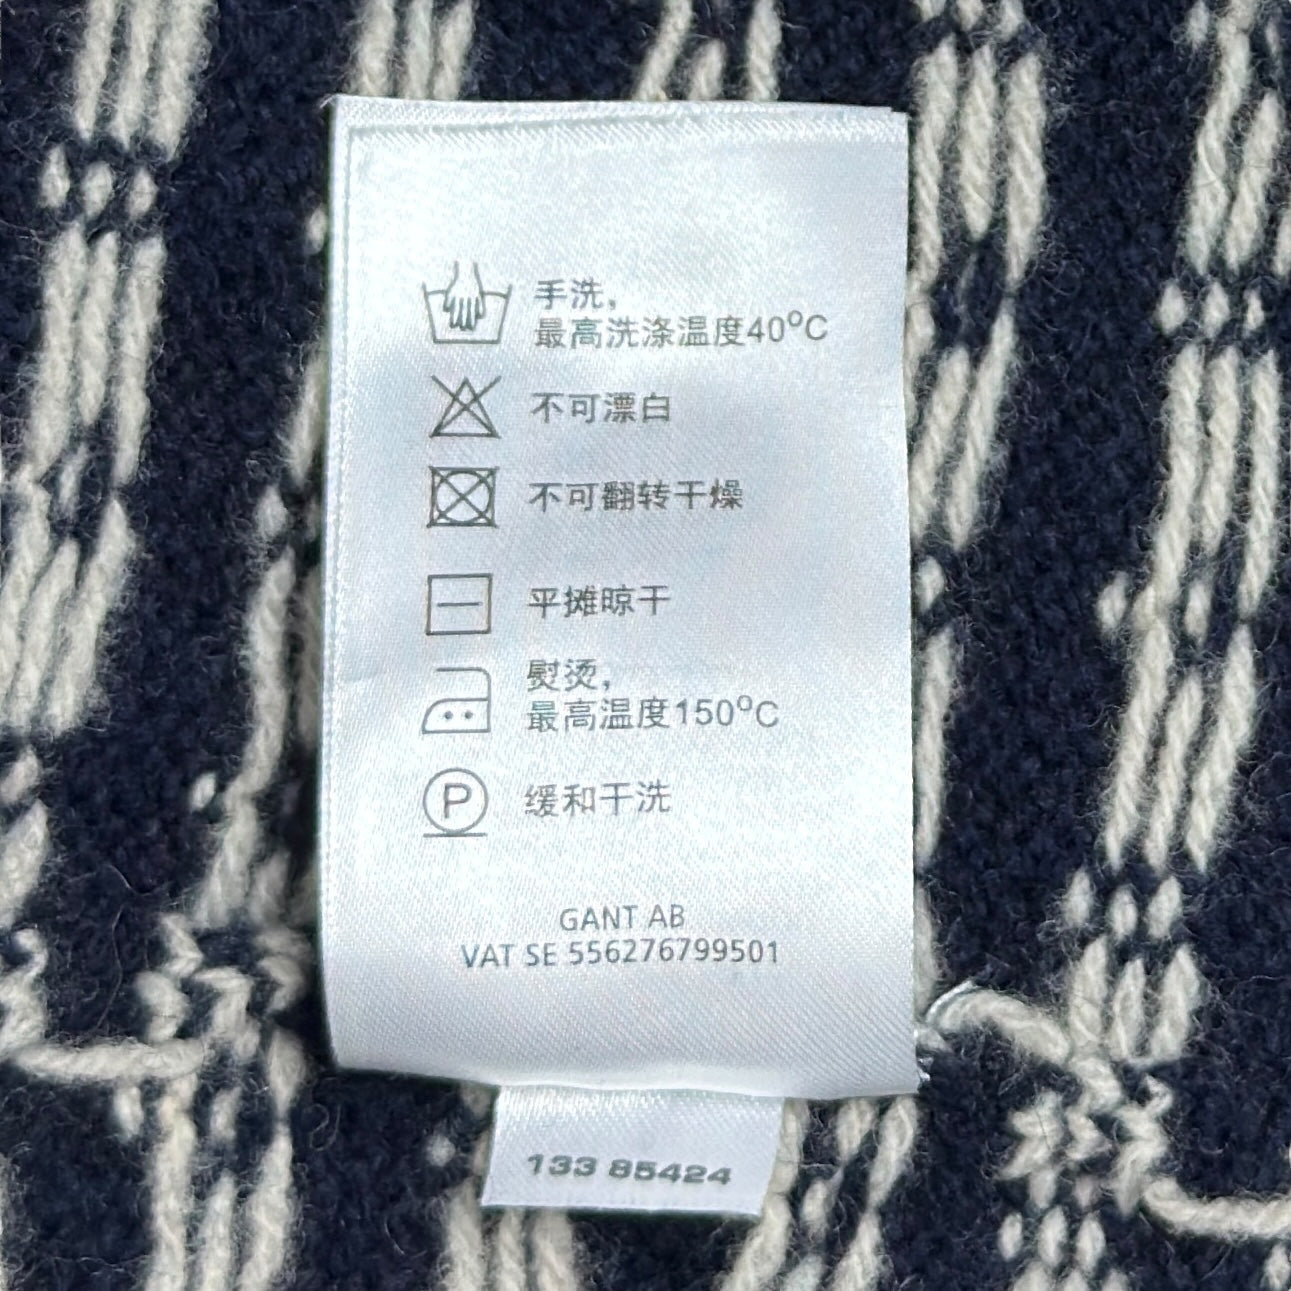 手洗，
最高洗涤温度40°C
不可漂白
不可翻转干燥
平摊晾干
熨烫，
最高温度150°C
P 缓和干洗
GANT AB
VAT SE 556276799501
133 85424